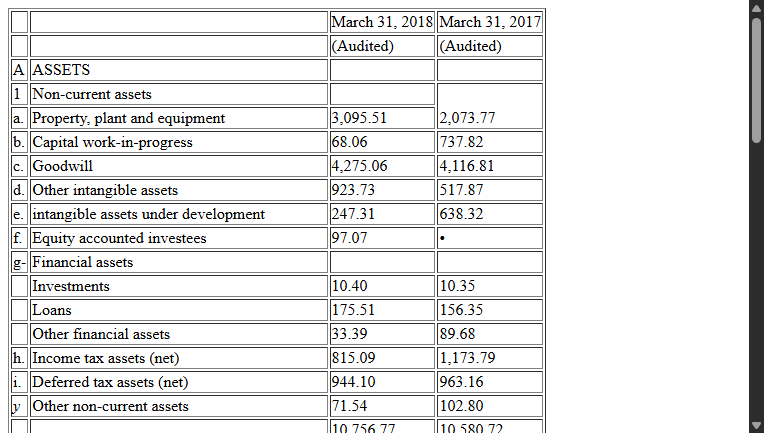 March 31, 2018 March 31, 2017
(Audited) (Audited)
A ASSETS
1 Non-current assets
a. Property, plant and equipment 3,095.51 2,073.77
b. Capital work-in-progress 68.06 737.82
c. Goodwill 4,275.06 4,116.81
d. Other intangible assets 923.73 517.87
e. intangible assets under development 247.31 638.32
f. Equity accounted investees 97.07 •
g- Financial assets
Investments 10.40 10.35
Loans 175.51 156.35
Other financial assets 33.39 89.68
h. Income tax assets (net) 815.09 1,173.79
i. Deferred tax assets (net) 944.10 963.16
y Other non-current assets 71.54 102.80
10,756.77 10,580.72